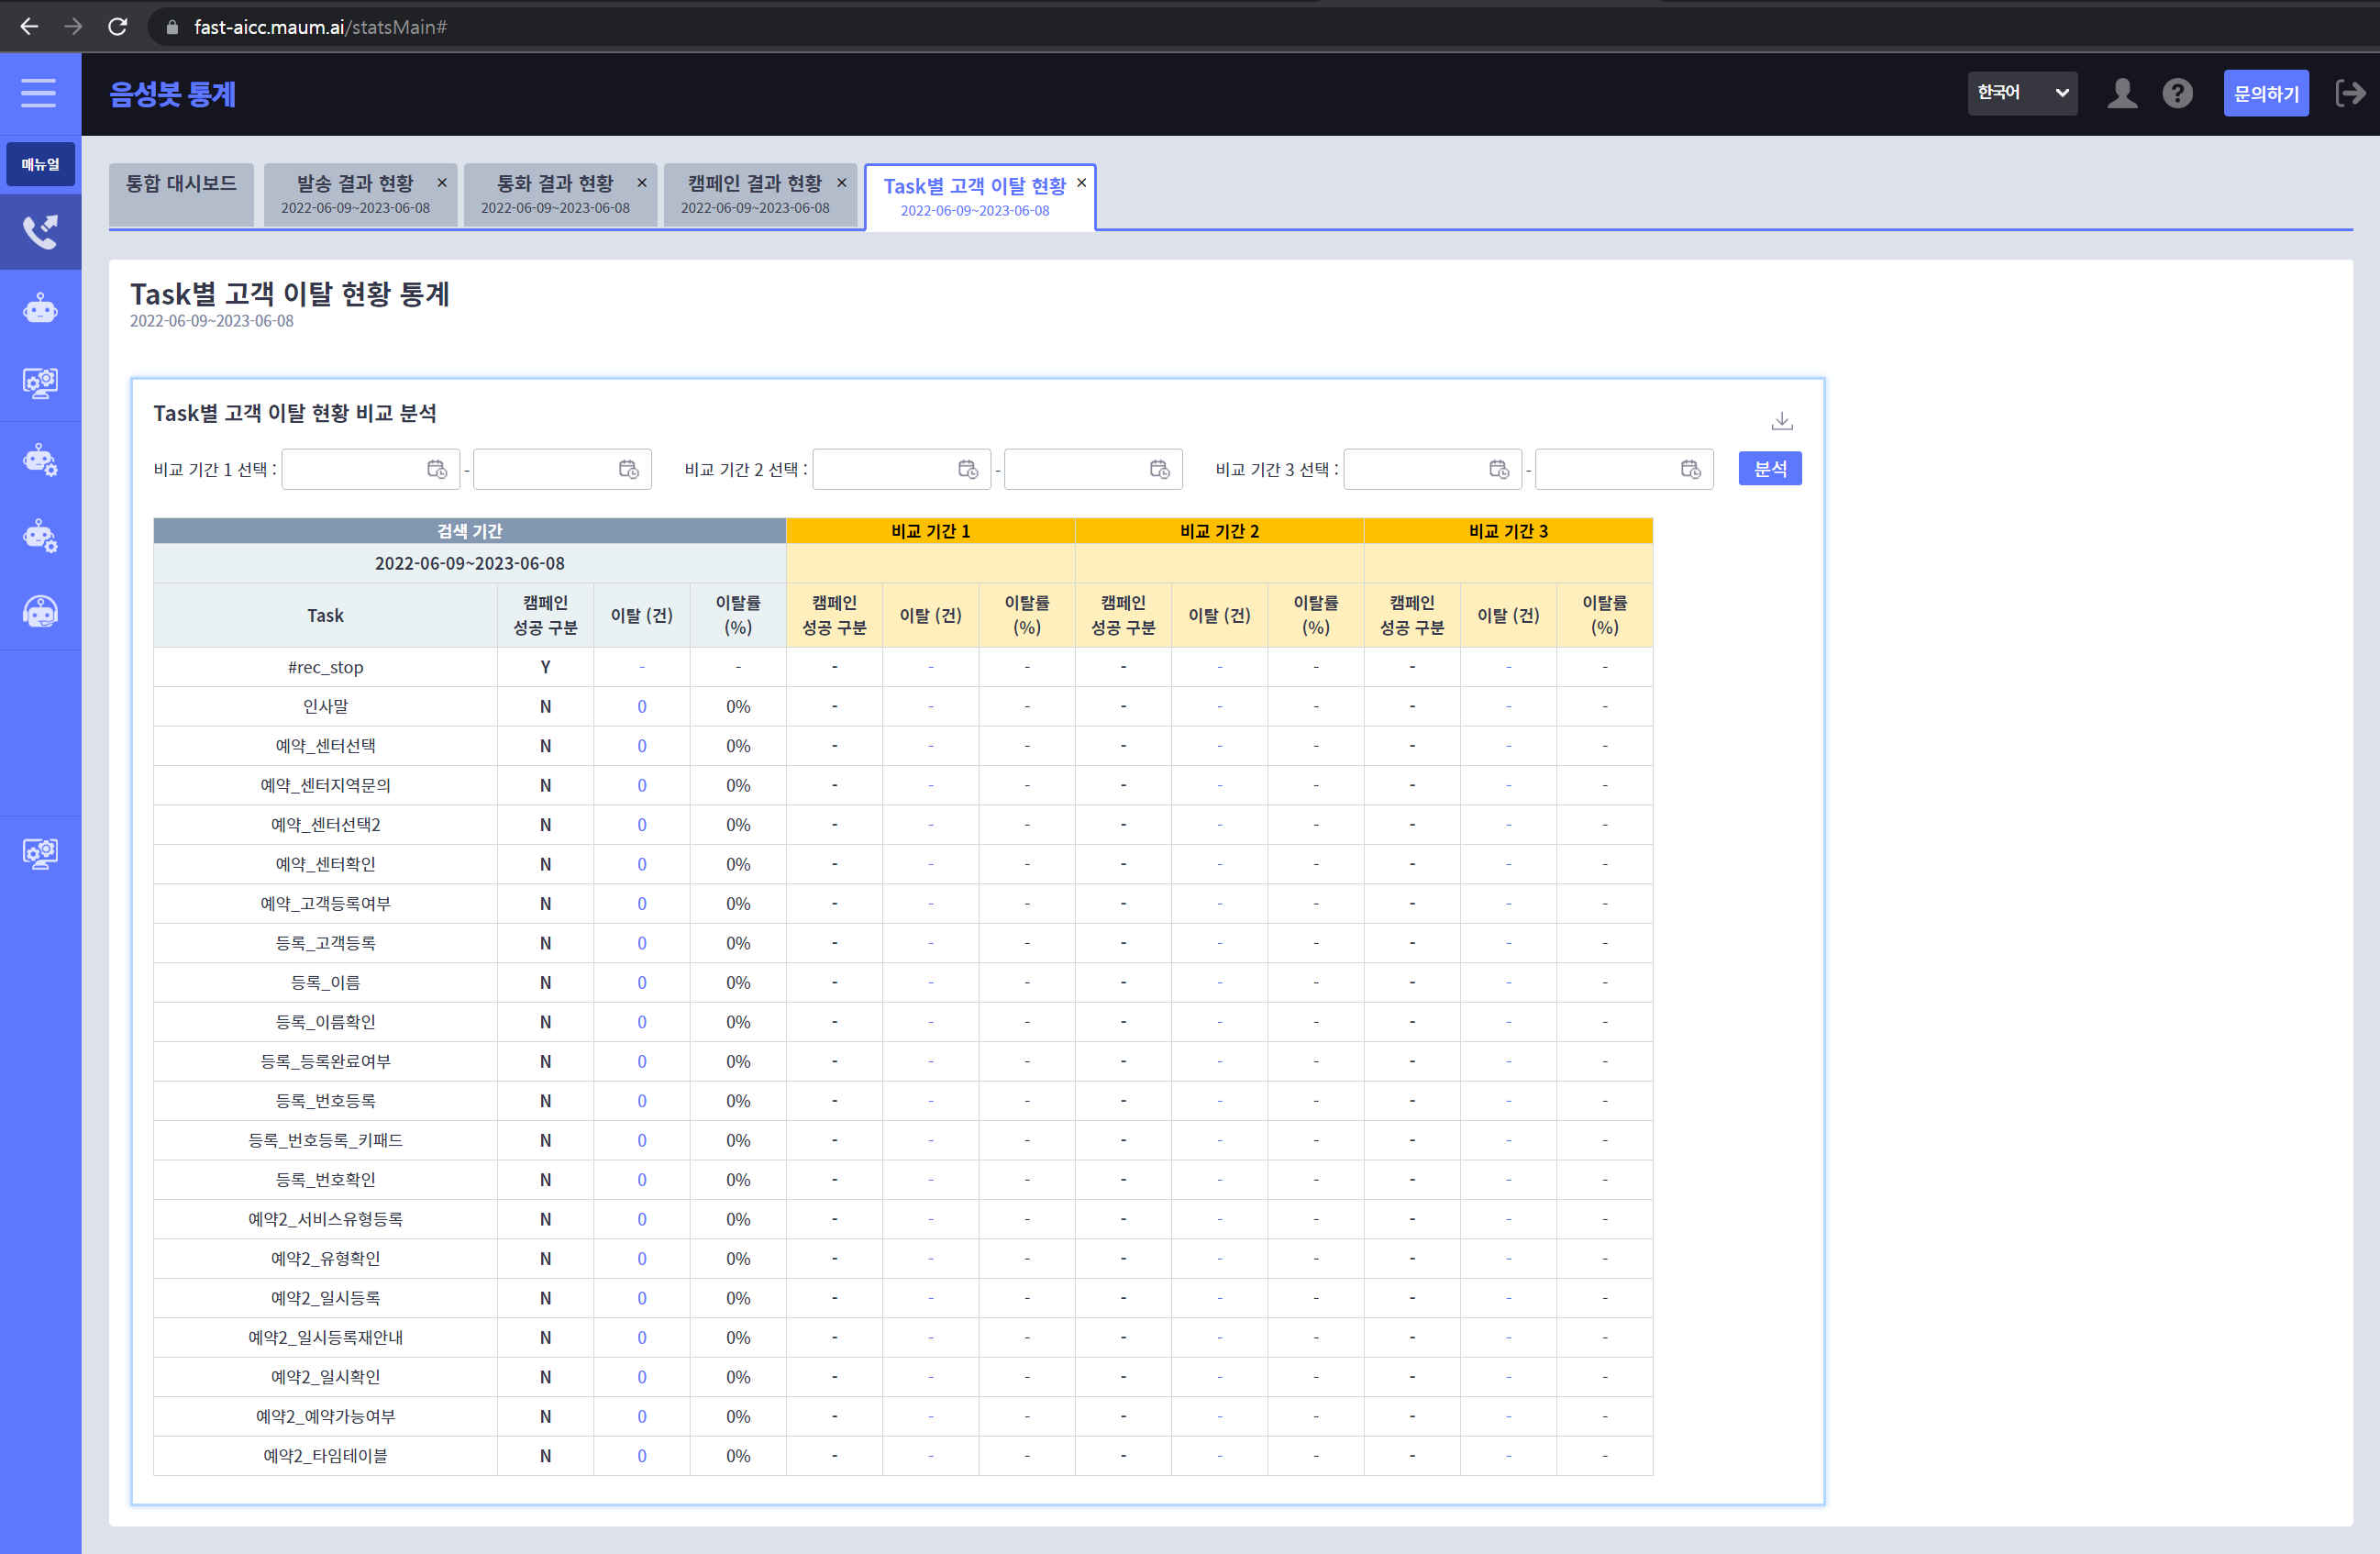 fast-aicc.maum.ai/statsMain#
음성봇 통계
한국어
문의하기
매뉴얼
통합 대시보드
발송 결과 현황 ×
2022-06-09~2023-06-08
통화 결과 현황 ×
2022-06-09~2023-06-08
캠페인 결과 현황 ×
2022-06-09~2023-06-08
Task별 고객 이탈 현황 ×
2022-06-09~2023-06-08
Task별 고객 이탈 현황 통계
2022-06-09~2023-06-08
Task별 고객 이탈 현황 비교 분석
비교 기간 1 선택 : - 비교 기간 2 선택 : - 비교 기간 3 선택 : - 분석
검색 기간 비교 기간 1 비교 기간 2 비교 기간 3
2022-06-09~2023-06-08
Task 캠페인 성공 구분 이탈 (건) 이탈률 (%) 캠페인 성공 구분 이탈 (건) 이탈률 (%) 캠페인 성공 구분 이탈 (건) 이탈률 (%) 캠페인 성공 구분 이탈 (건) 이탈률 (%)
#rec_stop Y - - - - - - - - - - -
인사말 N 0 0% - - - - - - - - -
예약_센터선택 N 0 0% - - - - - - - - -
예약_센터지역문의 N 0 0% - - - - - - - - -
예약_센터선택2 N 0 0% - - - - - - - - -
예약_센터확인 N 0 0% - - - - - - - - -
예약_고객등록여부 N 0 0% - - - - - - - - -
등록_고객등록 N 0 0% - - - - - - - - -
등록_이름 N 0 0% - - - - - - - - -
등록_이름확인 N 0 0% - - - - - - - - -
등록_등록완료여부 N 0 0% - - - - - - - - -
등록_번호등록 N 0 0% - - - - - - - - -
등록_번호등록_키패드 N 0 0% - - - - - - - - -
등록_번호확인 N 0 0% - - - - - - - - -
예약2_서비스유형등록 N 0 0% - - - - - - - - -
예약2_유형확인 N 0 0% - - - - - - - - -
예약2_일시등록 N 0 0% - - - - - - - - -
예약2_일시등록재안내 N 0 0% - - - - - - - - -
예약2_일시확인 N 0 0% - - - - - - - - -
예약2_예약가능여부 N 0 0% - - - - - - - - -
예약2_타임테이블 N 0 0% - - - - - - - - -